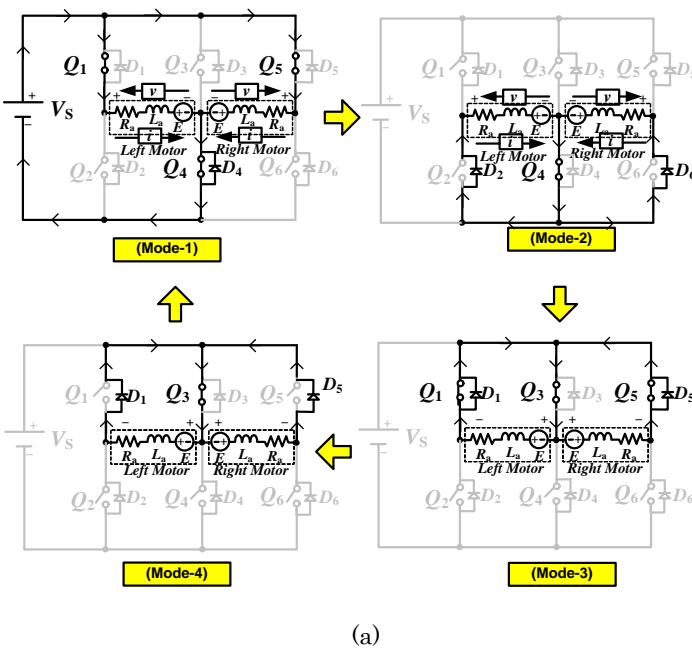 Q1 D1 Q3 D3 Q5 D5
+ v v +
VS
Ra La E E La Ra
i i
Left Motor Right Motor
Q2 D2 Q4 D4 Q6 D6
(Mode-1)
Q1 D1 Q3 D3 Q5 D5
+ v v +
VS
Ra La E E La Ra
i i
Left Motor Right Motor
Q2 D2 Q4 D4 D6
(Mode-2)
Q1 D1 Q3 D3 Q5 D5
VS
− + + −
Ra La E E La Ra
Left Motor Right Motor
Q2 D2 Q4 D4 Q6 D6
(Mode-4)
Q1 D1 Q3 D3 Q5 D5
VS
− + −
Ra La E E La Ra
Left Motor Right Motor
Q2 D2 Q4 D4 Q6 D6
(Mode-3)
(a)